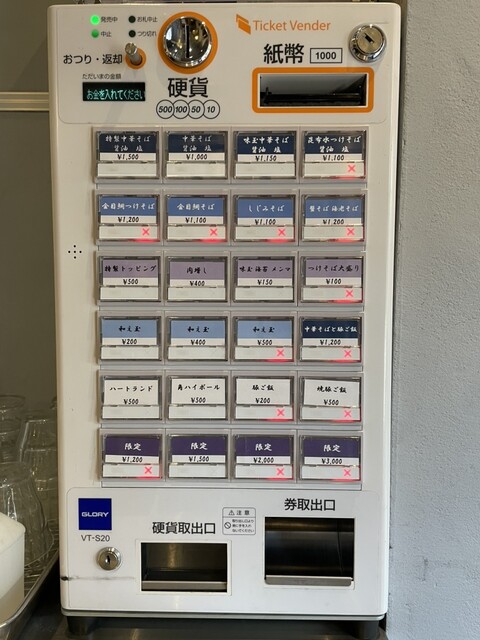 発売中
お札中止
中止
つり切れ
おつり・返却
ただいまの金額
お金を入れてください
Ticket Vender
硬貨
500 100 50 10
紙幣 1000
特製中華そば
醤油 塩
¥1,500
中華そば
醤油 塩
¥1,000
味玉中華そば
醤油 塩
¥1,150
昆布水つけそば
醤油 塩
¥1,100
金目鯛つけそば
¥1,200
金目鯛そば
¥1,100
しじみそば
¥1,100
蟹そば 海老そば
¥1,200
特製トッピング
¥500
肉増し
¥400
味玉 海苔 メンマ
¥150
つけそば大盛り
¥100
和え玉
¥200
和え玉
¥400
和え玉
¥500
中華そばと豚ご飯
¥1,200
ハートランド
¥500
角ハイボール
¥500
豚ご飯
¥200
焼豚ご飯
¥500
限定
¥1,200
限定
¥1,500
限定
¥2,000
限定
¥3,000
GLORY
VT-S20
硬貨取出口
注意
券取出口